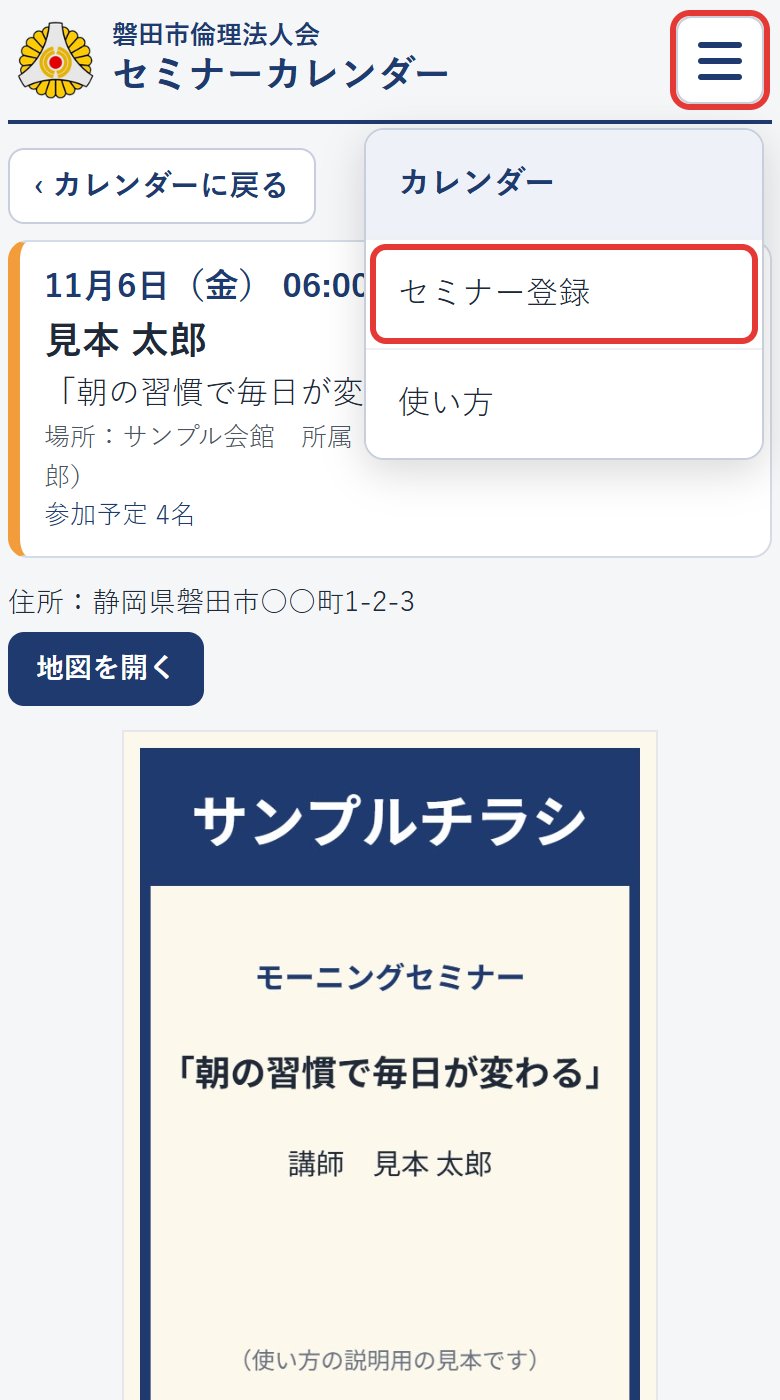 磐田市倫理法人会
セミナーカレンダー
‹ カレンダーに戻る
カレンダー
セミナー登録
使い方
11月6日（金） 06:00
見本 太郎
「朝の習慣で毎日が変
場所：サンプル会館　所属
郎）
参加予定 4名
住所：静岡県磐田市〇〇町1-2-3
地図を開く
サンプルチラシ
モーニングセミナー
「朝の習慣で毎日が変わる」
講師　見本 太郎
（使い方の説明用の見本です）